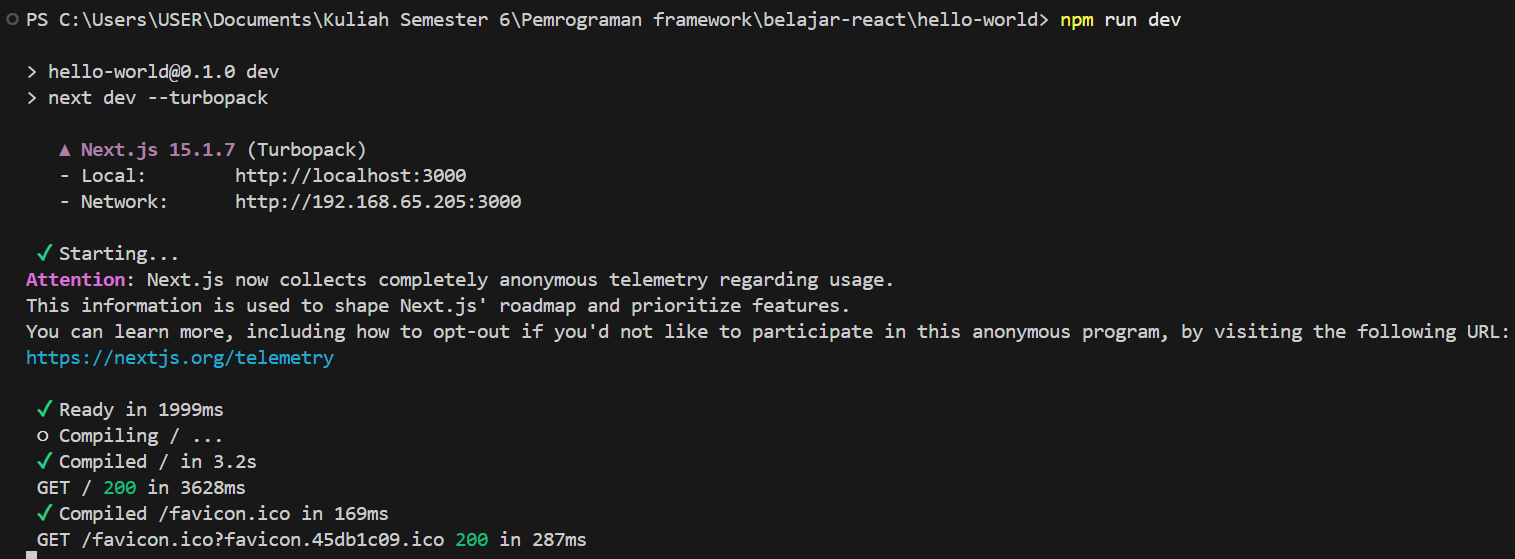 PS C:\Users\USER\Documents\Kuliah Semester 6\Pemrograman framework\belajar-react\hello-world> npm run dev
> hello-world@0.1.0 dev
> next dev --turbopack
▲ Next.js 15.1.7 (Turbopack)
- Local: http://localhost:3000
- Network: http://192.168.65.205:3000
✓ Starting...
Attention: Next.js now collects completely anonymous telemetry regarding usage.
This information is used to shape Next.js' roadmap and prioritize features.
You can learn more, including how to opt-out if you'd not like to participate in this anonymous program, by visiting the following URL:
https://nextjs.org/telemetry
✓ Ready in 1999ms
○ Compiling / ...
✓ Compiled / in 3.2s
GET / 200 in 3628ms
✓ Compiled /favicon.ico in 169ms
GET /favicon.ico?favicon.45db1c09.ico 200 in 287ms